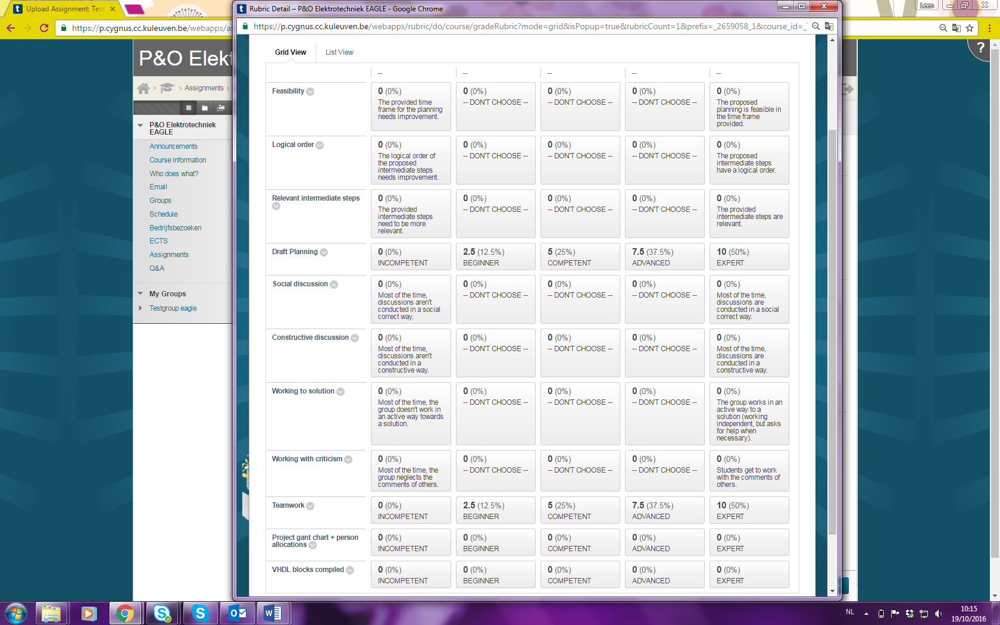 Upload Assignment: Test
Leen
https://p.cygnus.cc.kuleuven.be/webapps/as
Rubric Detail – P&O Elektrotechniek EAGLE - Google Chrome
https://p.cygnus.cc.kuleuven.be/webapps/rubric/do/course/gradeRubric?mode=grid&isPopup=true&rubricCount=1&prefix=_2659058_1&course_id=_
?
P&O Elekt
Assignments
P&O Elektrotechniek
EAGLE
Announcements
Course information
Who does what?
Email
Groups
Schedule
Bedrijfsbezoeken
ECTS
Assignments
Q&A
My Groups
Testgroup eagle
Grid View
List View
-- -- -- -- --
Feasibility
0 (0%)
The provided time
frame for the planning
needs improvement.
0 (0%)
-- DON'T CHOOSE --
0 (0%)
-- DON'T CHOOSE --
0 (0%)
-- DON'T CHOOSE --
0 (0%)
The proposed
planning is feasible in
the time frame
provided.
Logical order
0 (0%)
The logical order of
the proposed
intermediate steps
needs improvement.
0 (0%)
-- DON'T CHOOSE --
0 (0%)
-- DON'T CHOOSE --
0 (0%)
-- DON'T CHOOSE --
0 (0%)
The proposed
intermediate steps
have a logical order.
Relevant intermediate steps
0 (0%)
The provided
intermediate steps
need to be more
relevant.
0 (0%)
-- DON'T CHOOSE --
0 (0%)
-- DON'T CHOOSE --
0 (0%)
-- DON'T CHOOSE --
0 (0%)
The provided
intermediate steps are
relevant.
Draft Planning
0 (0%)
INCOMPETENT
2.5 (12.5%)
BEGINNER
5 (25%)
COMPETENT
7.5 (37.5%)
ADVANCED
10 (50%)
EXPERT
Social discussion
0 (0%)
Most of the time,
discussions aren't
conducted in a social
correct way.
0 (0%)
-- DON'T CHOOSE --
0 (0%)
-- DON'T CHOOSE --
0 (0%)
-- DON'T CHOOSE --
0 (0%)
Most of the time,
discussions are
conducted in a social
correct way.
Constructive discussion
0 (0%)
Most of the time,
discussions aren't
conducted in a
constructive way.
0 (0%)
-- DON'T CHOOSE --
0 (0%)
-- DON'T CHOOSE --
0 (0%)
-- DON'T CHOOSE --
0 (0%)
Most of the time,
discussions are
conducted in a
constructive way.
Working to solution
0 (0%)
Most of the time, the
group doesn't work in
an active way towards
a solution.
0 (0%)
-- DON'T CHOOSE --
0 (0%)
-- DON'T CHOOSE --
0 (0%)
-- DON'T CHOOSE --
0 (0%)
The group works in an
active way to a
solution (working
independent, but asks
for help when
necessary).
Working with criticism
0 (0%)
Most of the time, the
group neglects the
comments of others.
0 (0%)
-- DON'T CHOOSE --
0 (0%)
-- DON'T CHOOSE --
0 (0%)
-- DON'T CHOOSE --
0 (0%)
Students get to work
with the comments of
others.
Teamwork
0 (0%)
INCOMPETENT
2.5 (12.5%)
BEGINNER
5 (25%)
COMPETENT
7.5 (37.5%)
ADVANCED
10 (50%)
EXPERT
Project gant chart + person
allocations
0 (0%)
INCOMPETENT
0 (0%)
BEGINNER
0 (0%)
COMPETENT
0 (0%)
ADVANCED
0 (0%)
EXPERT
VHDL blocks compiled
0 (0%)
INCOMPETENT
0 (0%)
BEGINNER
0 (0%)
COMPETENT
0 (0%)
ADVANCED
0 (0%)
EXPERT
NL
10:15
19/10/2016